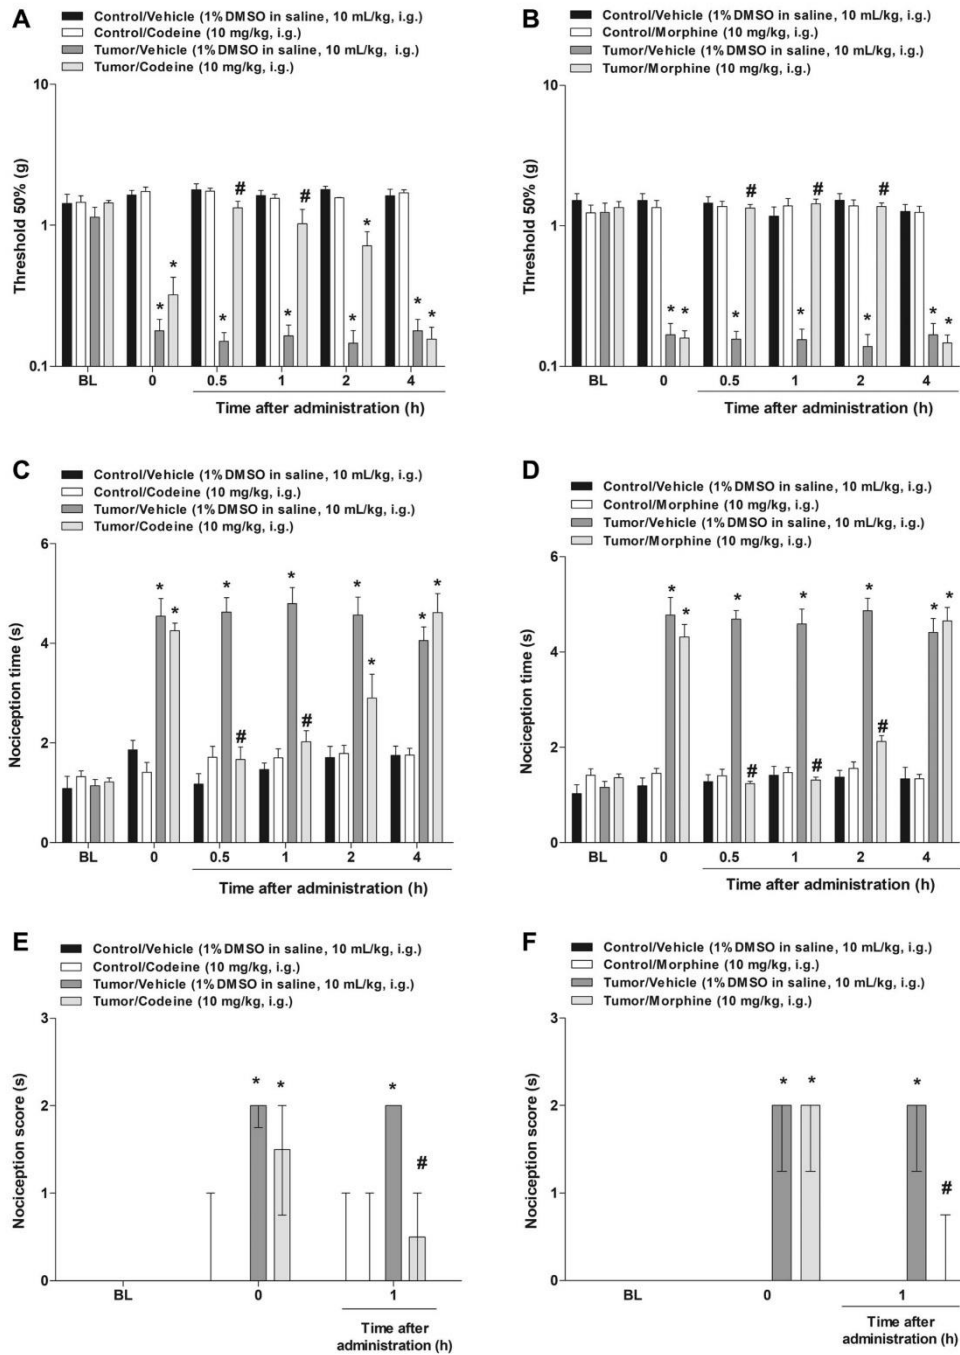 A
Control/Vehicle (1% DMSO in saline, 10 mL/kg, i.g.)
Control/Codeine (10 mg/kg, i.g.)
Tumor/Vehicle (1% DMSO in saline, 10 mL/kg, i.g.)
Tumor/Codeine (10 mg/kg, i.g.)
Threshold 50% (g)
10
1
0.1
# #
* * * * * * * *
BL 0 0.5 1 2 4
Time after administration (h)
B
Control/Vehicle (1% DMSO in saline, 10 mL/kg, i.g.)
Control/Morphine (10 mg/kg, i.g.)
Tumor/Vehicle (1% DMSO in saline, 10 mL/kg, i.g.)
Tumor/Morphine (10 mg/kg, i.g.)
Threshold 50% (g)
10
1
0.1
# # #
* * * * * * *
BL 0 0.5 1 2 4
Time after administration (h)
C
Control/Vehicle (1% DMSO in saline, 10 mL/kg, i.g.)
Control/Codeine (10 mg/kg, i.g.)
Tumor/Vehicle (1% DMSO in saline, 10 mL/kg, i.g.)
Tumor/Codeine (10 mg/kg, i.g.)
Nociception time (s)
6
4
2
0
* * * * * * * *
# #
BL 0 0.5 1 2 4
Time after administration (h)
D
Control/Vehicle (1% DMSO in saline, 10 mL/kg, i.g.)
Control/Morphine (10 mg/kg, i.g.)
Tumor/Vehicle (1% DMSO in saline, 10 mL/kg, i.g.)
Tumor/Morphine (10 mg/kg, i.g.)
Nociception time (s)
6
4
2
0
* * * * * * *
# # #
BL 0 0.5 1 2 4
Time after administration (h)
E
Control/Vehicle (1% DMSO in saline, 10 mL/kg, i.g.)
Control/Codeine (10 mg/kg, i.g.)
Tumor/Vehicle (1% DMSO in saline, 10 mL/kg, i.g.)
Tumor/Codeine (10 mg/kg, i.g.)
Nociception score (s)
3
2
1
0
* * *
#
BL 0 1
Time after
administration (h)
F
Control/Vehicle (1% DMSO in saline, 10 mL/kg, i.g.)
Control/Morphine (10 mg/kg, i.g.)
Tumor/Vehicle (1% DMSO in saline, 10 mL/kg, i.g.)
Tumor/Morphine (10 mg/kg, i.g.)
Nociception score (s)
3
2
1
0
* * *
#
BL 0 1
Time after
administration (h)